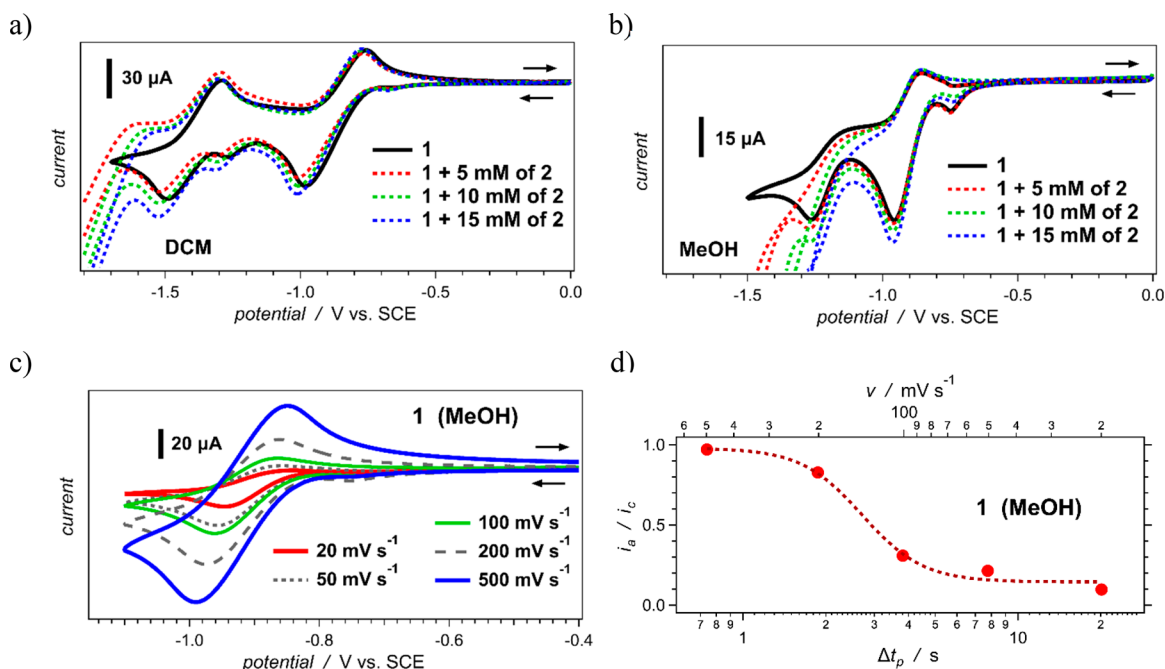 a)
30 µA
current
1
1 + 5 mM of 2
1 + 10 mM of 2
1 + 15 mM of 2
DCM
-1.5 -1.0 -0.5 0.0
potential / V vs. SCE
b)
15 µA
current
1
1 + 5 mM of 2
1 + 10 mM of 2
1 + 15 mM of 2
MeOH
-1.5 -1.0 -0.5 0.0
potential / V vs. SCE
c)
1 (MeOH)
20 µA
current
100 mV s⁻¹
20 mV s⁻¹ 200 mV s⁻¹
50 mV s⁻¹ 500 mV s⁻¹
-1.0 -0.8 -0.6 -0.4
potential / V vs. SCE
d)
v / mV s⁻¹
100
6 5 4 3 2 9 8 7 6 5 4 3 2
1.0
0.5
0.0
i_a / i_c
1 (MeOH)
7 8 9 2 3 4 5 6 7 8 9 2
1 10
Δt_p / s